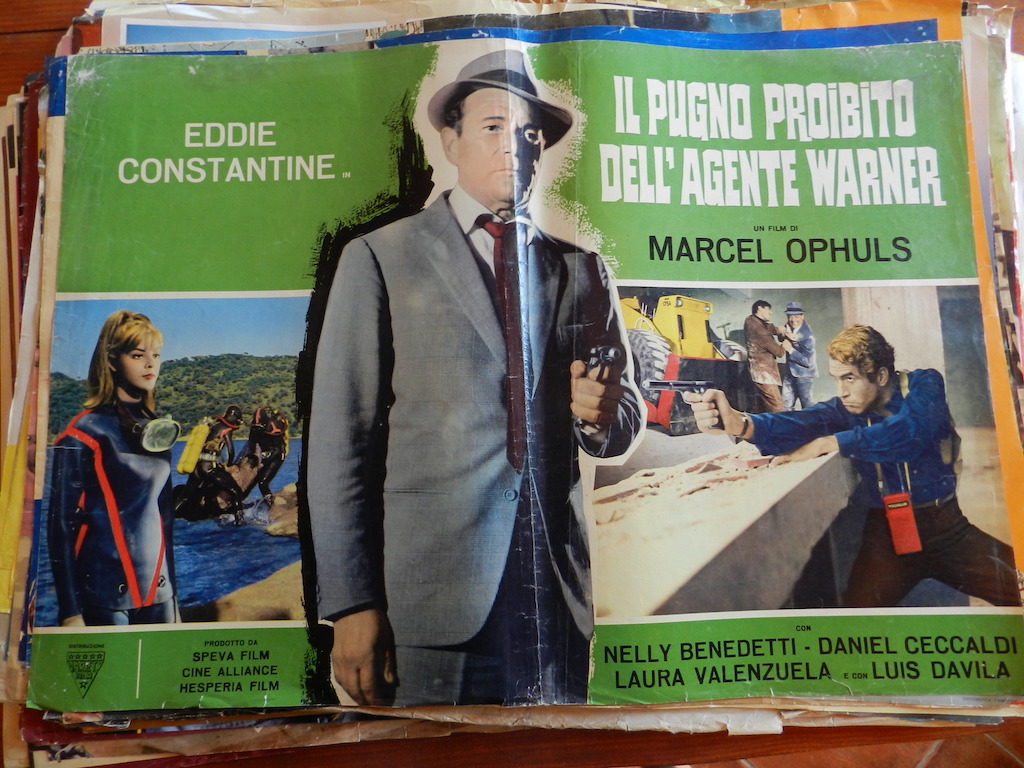 EDDIE
CONSTANTINE IN
IL PUGNO PROIBITO
DELL'AGENTE WARNER
UN FILM DI
MARCEL OPHULS
DISTRIBUZIONE
PRODOTTO DA
SPEVA FILM
CINE ALLIANCE
HESPERIA FILM
CON
NELLY BENEDETTI - DANIEL CECCALDI
LAURA VALENZUELA E CON LUIS DAVILA